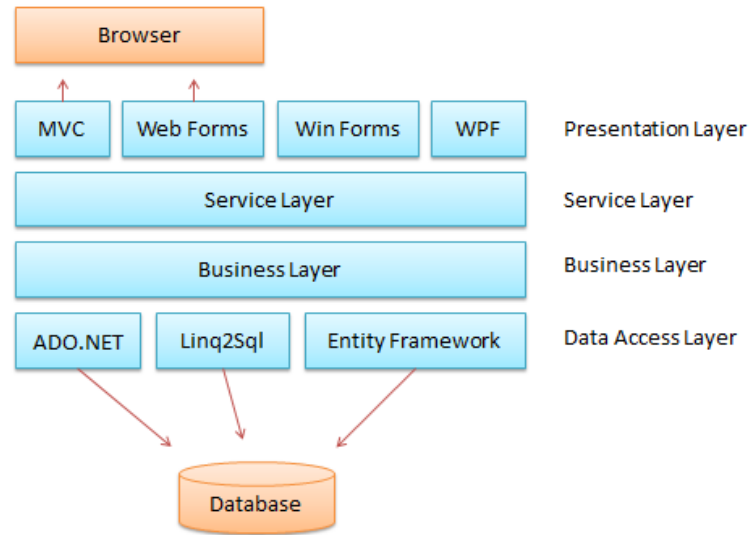 Browser
MVC Web Forms Win Forms WPF Presentation Layer
Service Layer Service Layer
Business Layer Business Layer
ADO.NET Linq2Sql Entity Framework Data Access Layer
Database